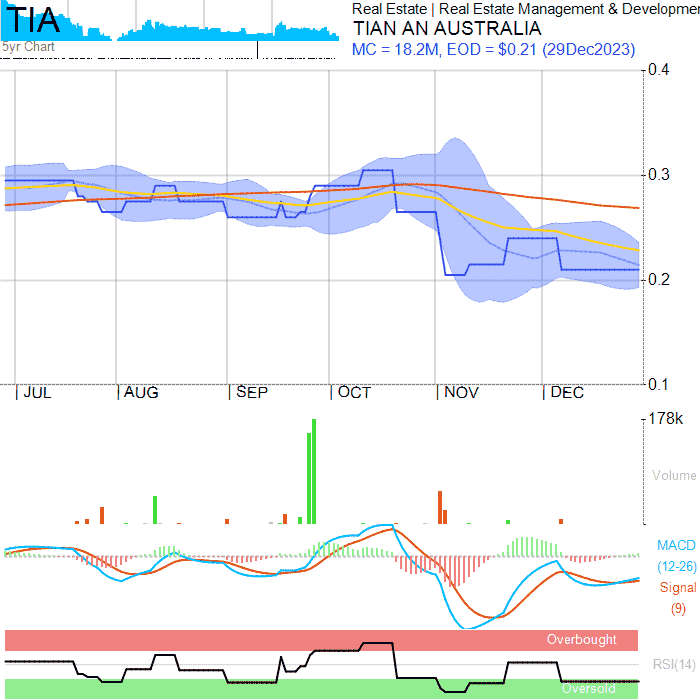 TIA
5yr Chart
Real Estate | Real Estate Management & Developmen
TIAN AN AUSTRALIA
MC = 18.2M, EOD = $0.21 (29Dec2023)
0.4
0.3
0.2
0.1
JUL AUG SEP OCT NOV DEC
178k
Volume
MACD
(12-26)
Signal
(9)
Overbought
RSI(14)
Oversold